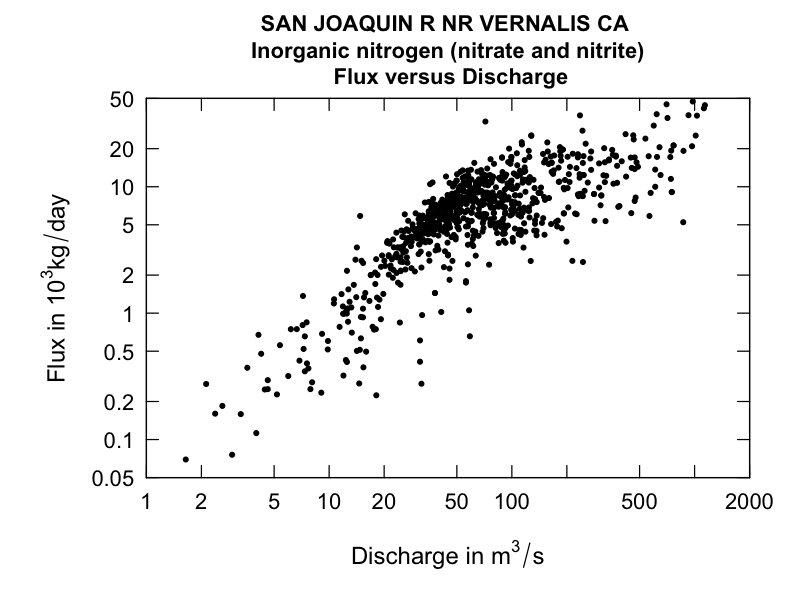 SAN JOAQUIN R NR VERNALIS CA
Inorganic nitrogen (nitrate and nitrite)
Flux versus Discharge
50
20
10
5
2
1
0.5
0.2
0.1
0.05
Flux in 10³kg/day
1 2 5 10 20 50 100 500 2000
Discharge in m³/s